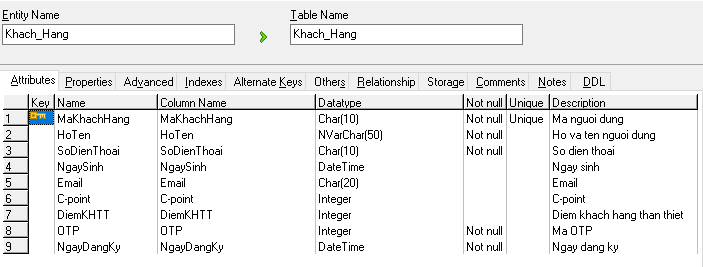 Entity Name Table Name
Khach_Hang Khach_Hang
Attributes Properties Advanced Indexes Alternate Keys Others Relationship Storage Comments Notes DDL
Key Name Column Name Datatype Not null Unique Description
1 MaKhachHang MaKhachHang Char(10) Not null Unique Ma nguoi dung
2 HoTen HoTen NVarChar(50) Not null Ho va ten nguoi dung
3 SoDienThoai SoDienThoai Char(10) Not null So dien thoai
4 NgaySinh NgaySinh DateTime Ngay sinh
5 Email Email Char(20) Email
6 C-point C-point Integer C-point
7 DiemKHTT DiemKHTT Integer Diem khach hang than thiet
8 OTP OTP Integer Not null Ma OTP
9 NgayDangKy NgayDangKy DateTime Not null Ngay dang ky